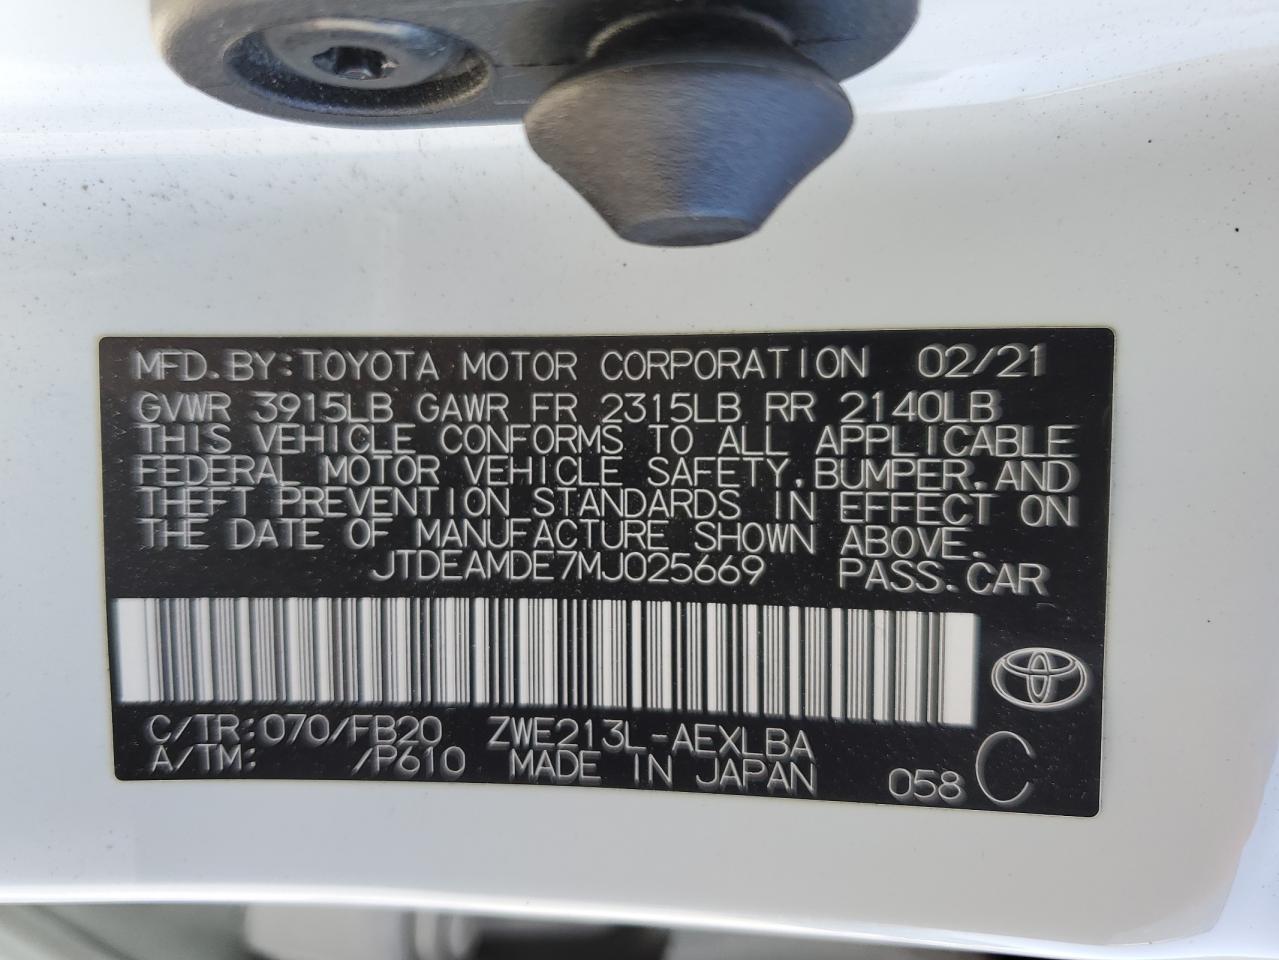 MFD.BY:TOYOTA MOTOR CORPORATION 02/21
GVWR 3915LB GAWR FR 2315LB RR 2140LB
THIS VEHICLE CONFORMS TO ALL APPLICABLE
FEDERAL MOTOR VEHICLE SAFETY.BUMPER.AND
THEFT PREVENTION STANDARDS IN EFFECT ON
THE DATE OF MANUFACTURE SHOWN ABOVE.
JTDEAMDE7MJ025669 PASS.CAR
C/TR:070/FB20 ZWE213L-AEXLBA
A/TM: /P610 MADE IN JAPAN 058 C